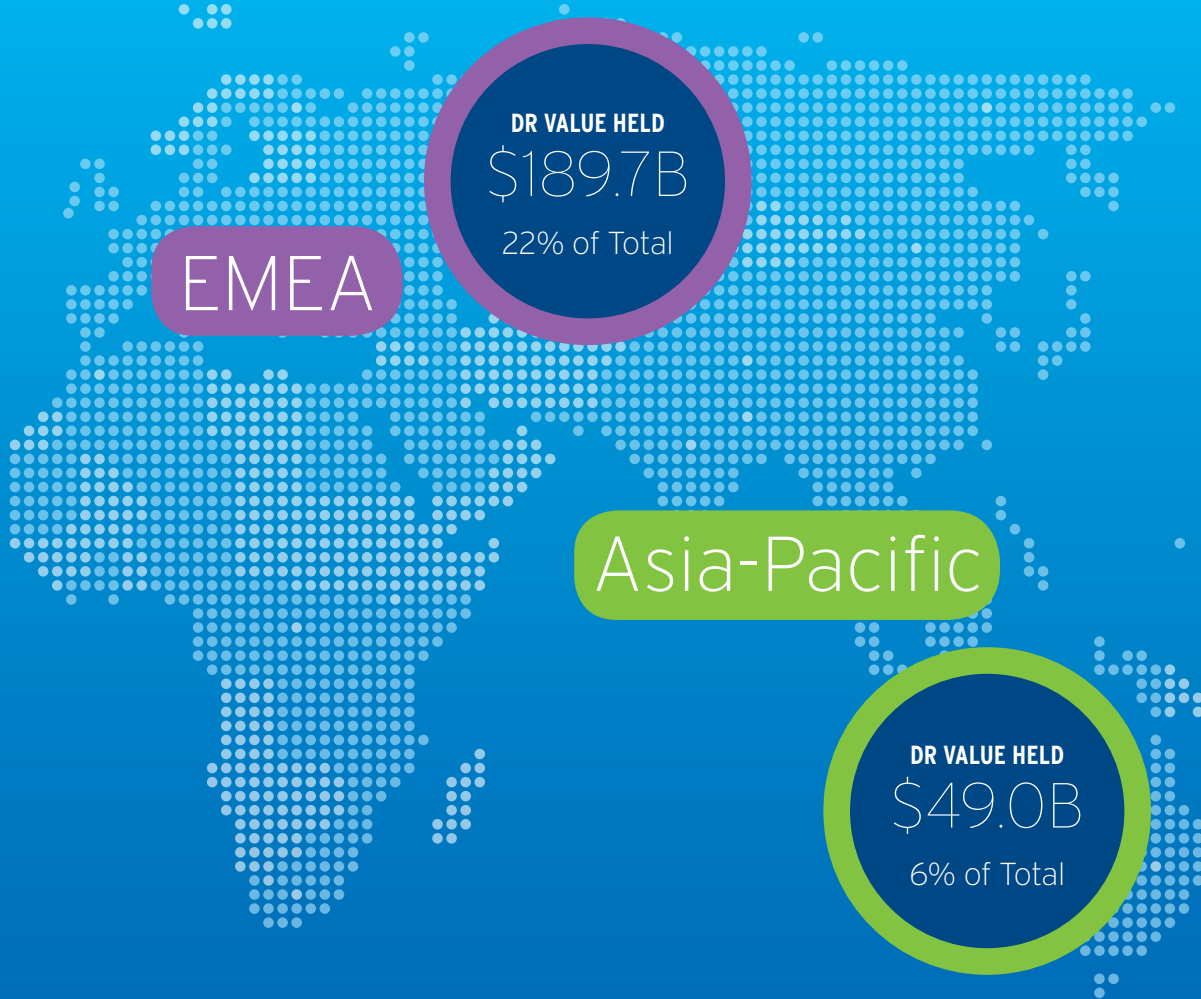 DR VALUE HELD
$189.7B
22% of Total
EMEA
Asia-Pacific
DR VALUE HELD
$49.0B
6% of Total